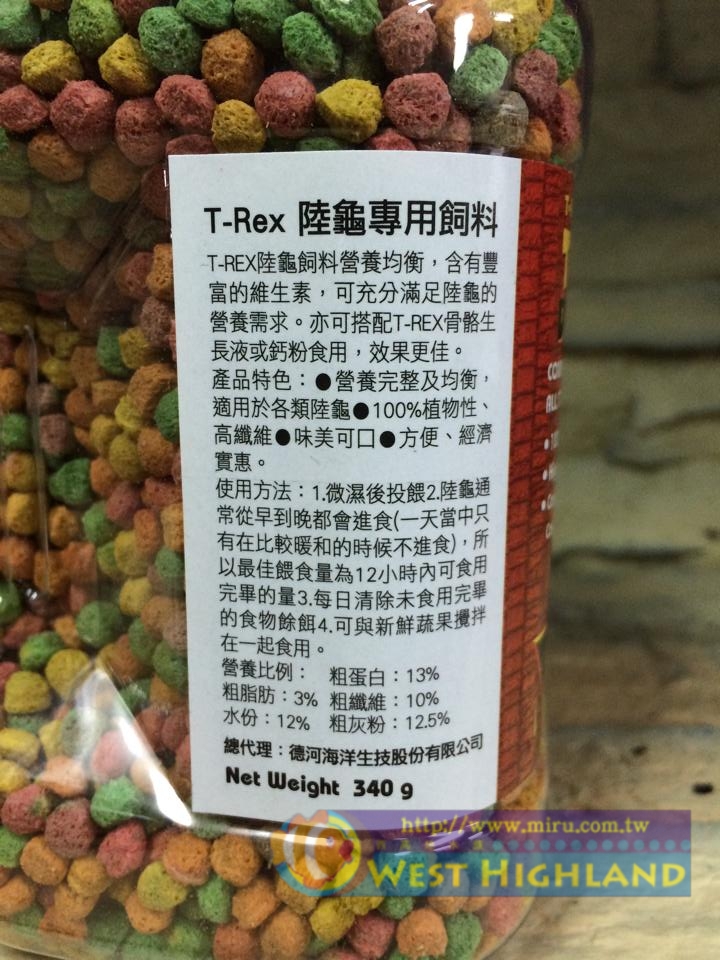 T-Rex 陸龜專用飼料
T-REX陸龜飼料營養均衡，含有豐
富的維生素，可充分滿足陸龜的
營養需求。亦可搭配T-REX骨骼生
長液或鈣粉食用，效果更佳。
產品特色：●營養完整及均衡，
適用於各類陸龜●100%植物性、
高纖維●味美可口●方便、經濟
實惠。
使用方法：1.微濕後投餵2.陸龜通
常從早到晚都會進食(一天當中只
有在比較暖和的時候不進食)，所
以最佳餵食量為12小時內可食用
完畢的量3.每日清除未食用完畢
的食物餘餌4.可與新鮮蔬果攪拌
在一起食用。
營養比例： 粗蛋白：13%
粗脂肪：3% 粗纖維：10%
水份：12% 粗灰粉：12.5%
總代理：德河海洋生技股份有限公司
Net Weight 340 g
http://www.miru.com.tw
WEST HIGHLAND